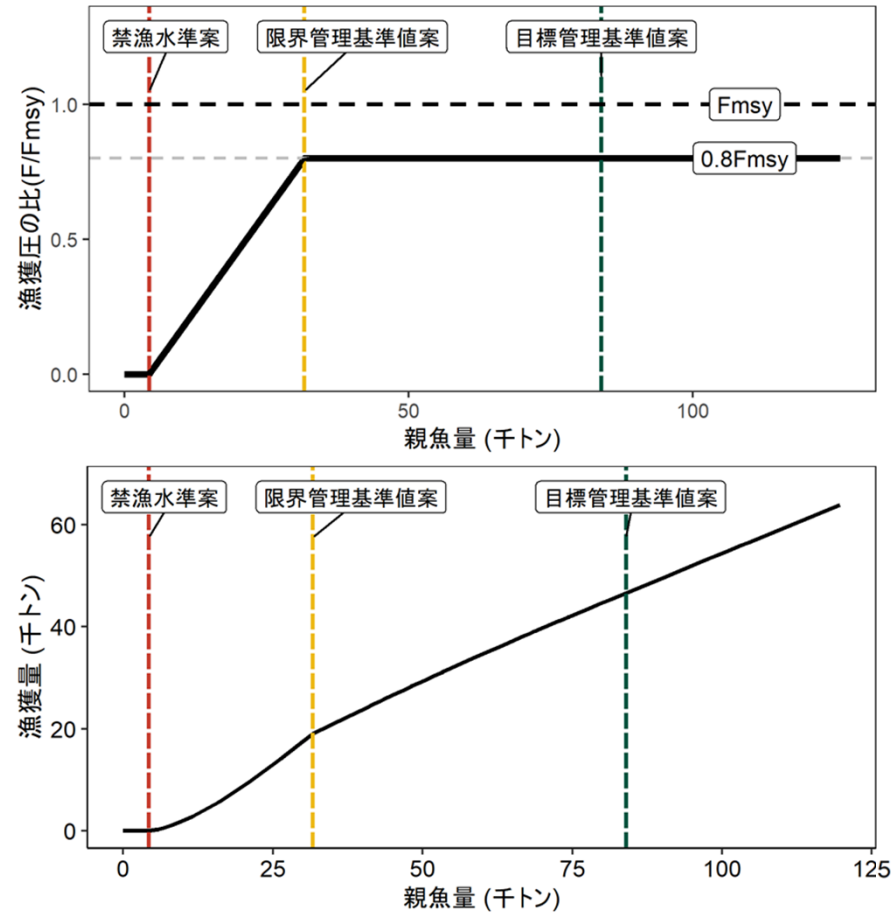 禁漁水準案
限界管理基準値案
目標管理基準値案
Fmsy
0.8Fmsy
漁獲圧の比(F/Fmsy)
1.0
0.5
0.0
0
50
100
親魚量 (千トン)
禁漁水準案
限界管理基準値案
目標管理基準値案
漁獲量 (千トン)
60
40
20
0
0
25
50
75
100
125
親魚量 (千トン)